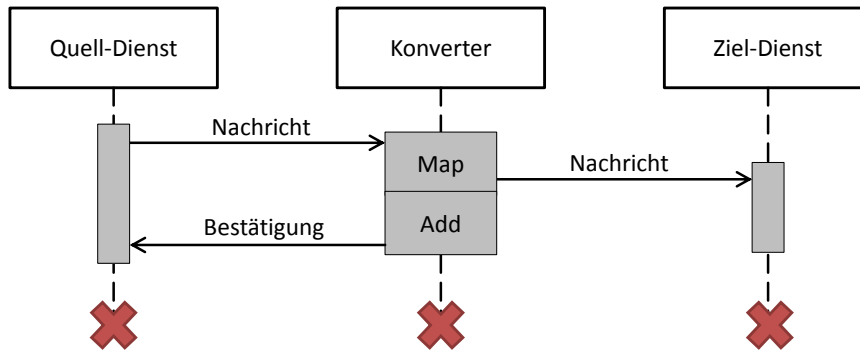 Quell-Dienst
Konverter
Ziel-Dienst
Nachricht
Map
Nachricht
Bestätigung
Add